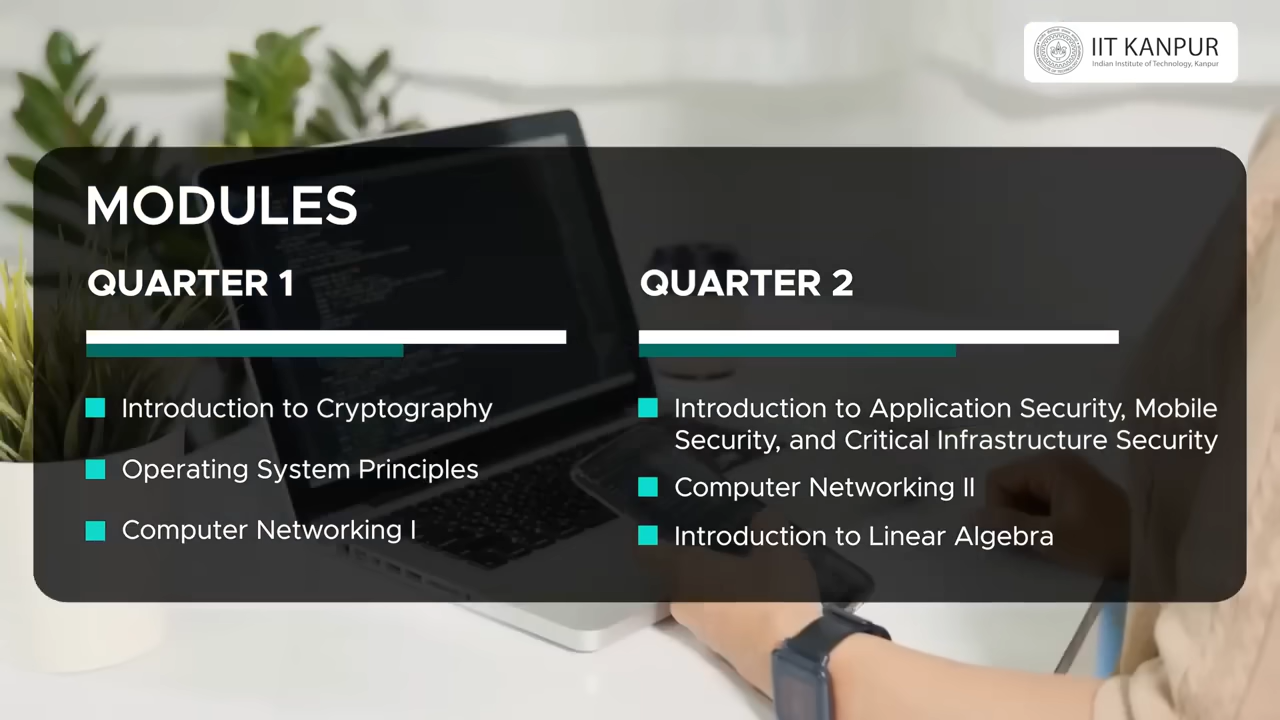 IIT KANPUR
Indian Institute of Technology, Kanpur
MODULES
QUARTER 1
Introduction to Cryptography
Operating System Principles
Computer Networking I
QUARTER 2
Introduction to Application Security, Mobile
Security, and Critical Infrastructure Security
Computer Networking II
Introduction to Linear Algebra